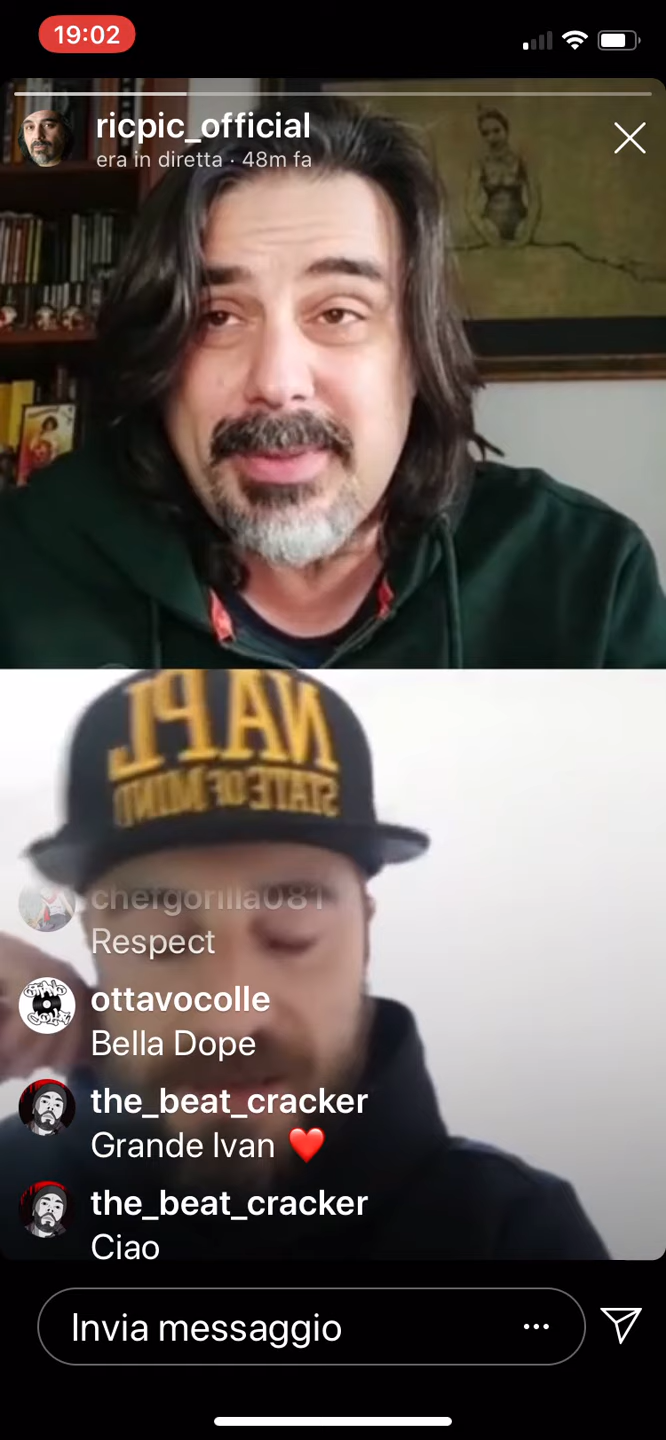 19:02
ricpic_official
era in diretta · 48m fa
NAPL
STATE OF MIND
chefgorilla081
Respect
ottavocolle
Bella Dope
the_beat_cracker
Grande Ivan ❤️
the_beat_cracker
Ciao
Invia messaggio